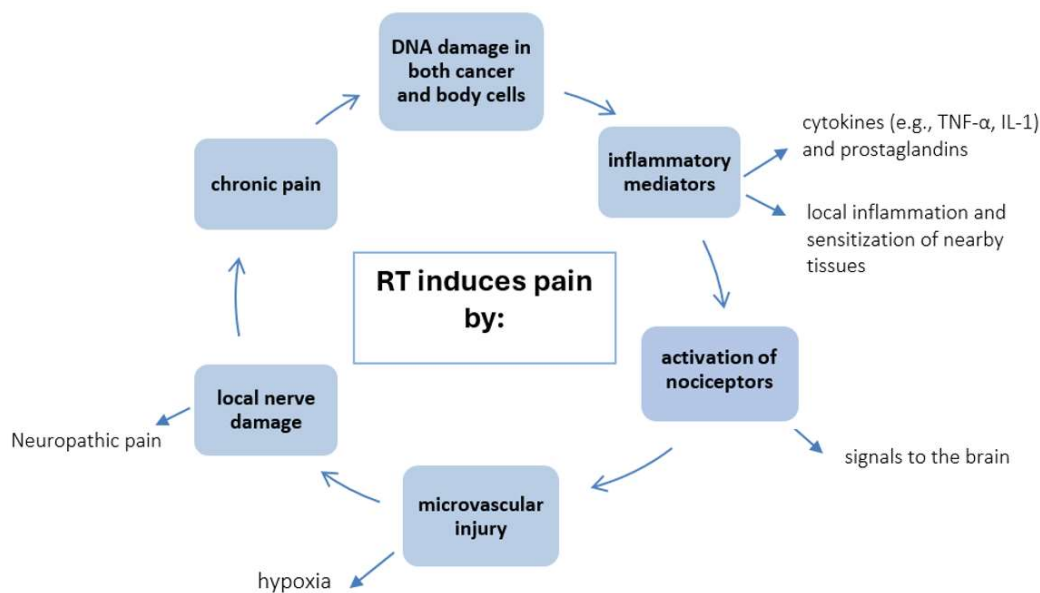 DNA damage in
both cancer
and body cells
inflammatory
mediators
cytokines (e.g., TNF-α, IL-1)
and prostaglandins
local inflammation and
sensitization of nearby
tissues
activation of
nociceptors
signals to the brain
microvascular
injury
hypoxia
local nerve
damage
Neuropathic pain
chronic pain
RT induces pain
by: